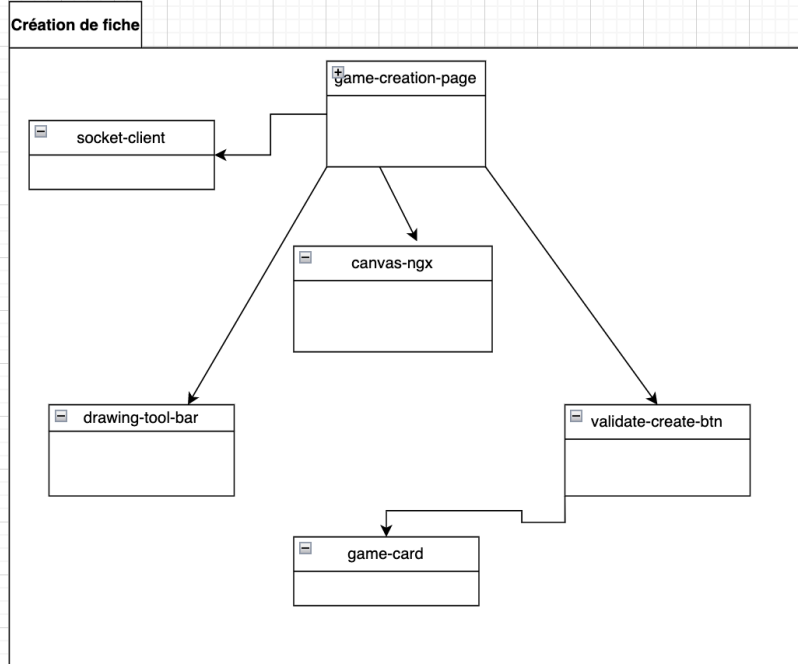 Création de fiche
game-creation-page
socket-client
canvas-ngx
drawing-tool-bar
validate-create-btn
game-card